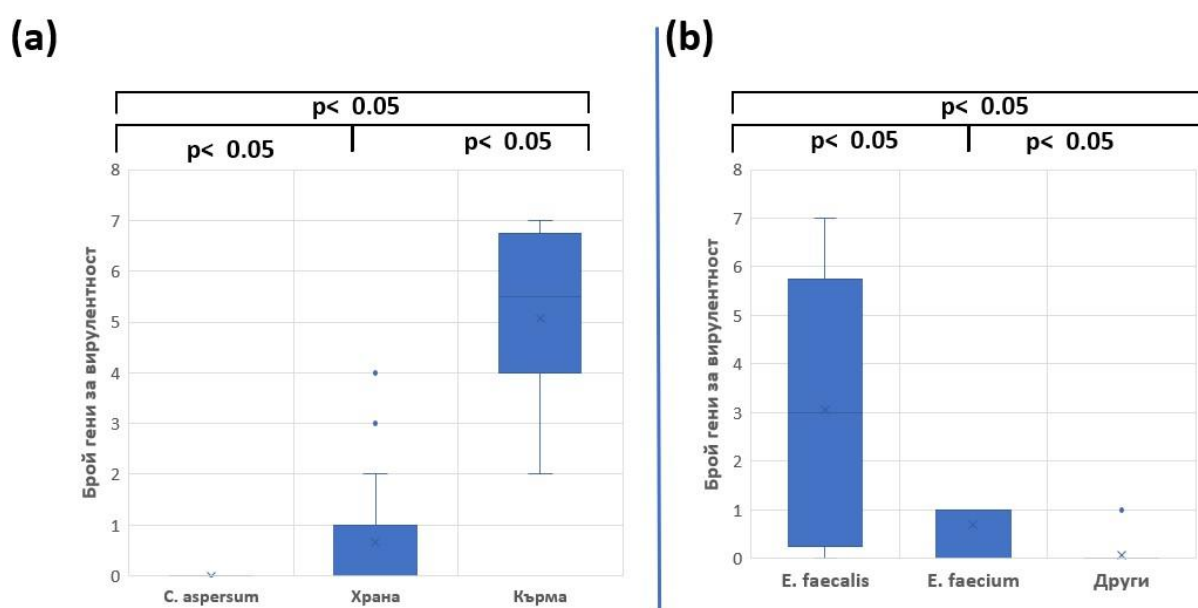 (a)
p< 0.05
p< 0.05
p< 0.05
Брой гени за вирулентност
8
7
6
5
4
3
2
1
0
C. aspersum
Храна
Кърма
(b)
p< 0.05
p< 0.05
p< 0.05
Брой гени за вирулентност
8
7
6
5
4
3
2
1
0
E. faecalis
E. faecium
Други